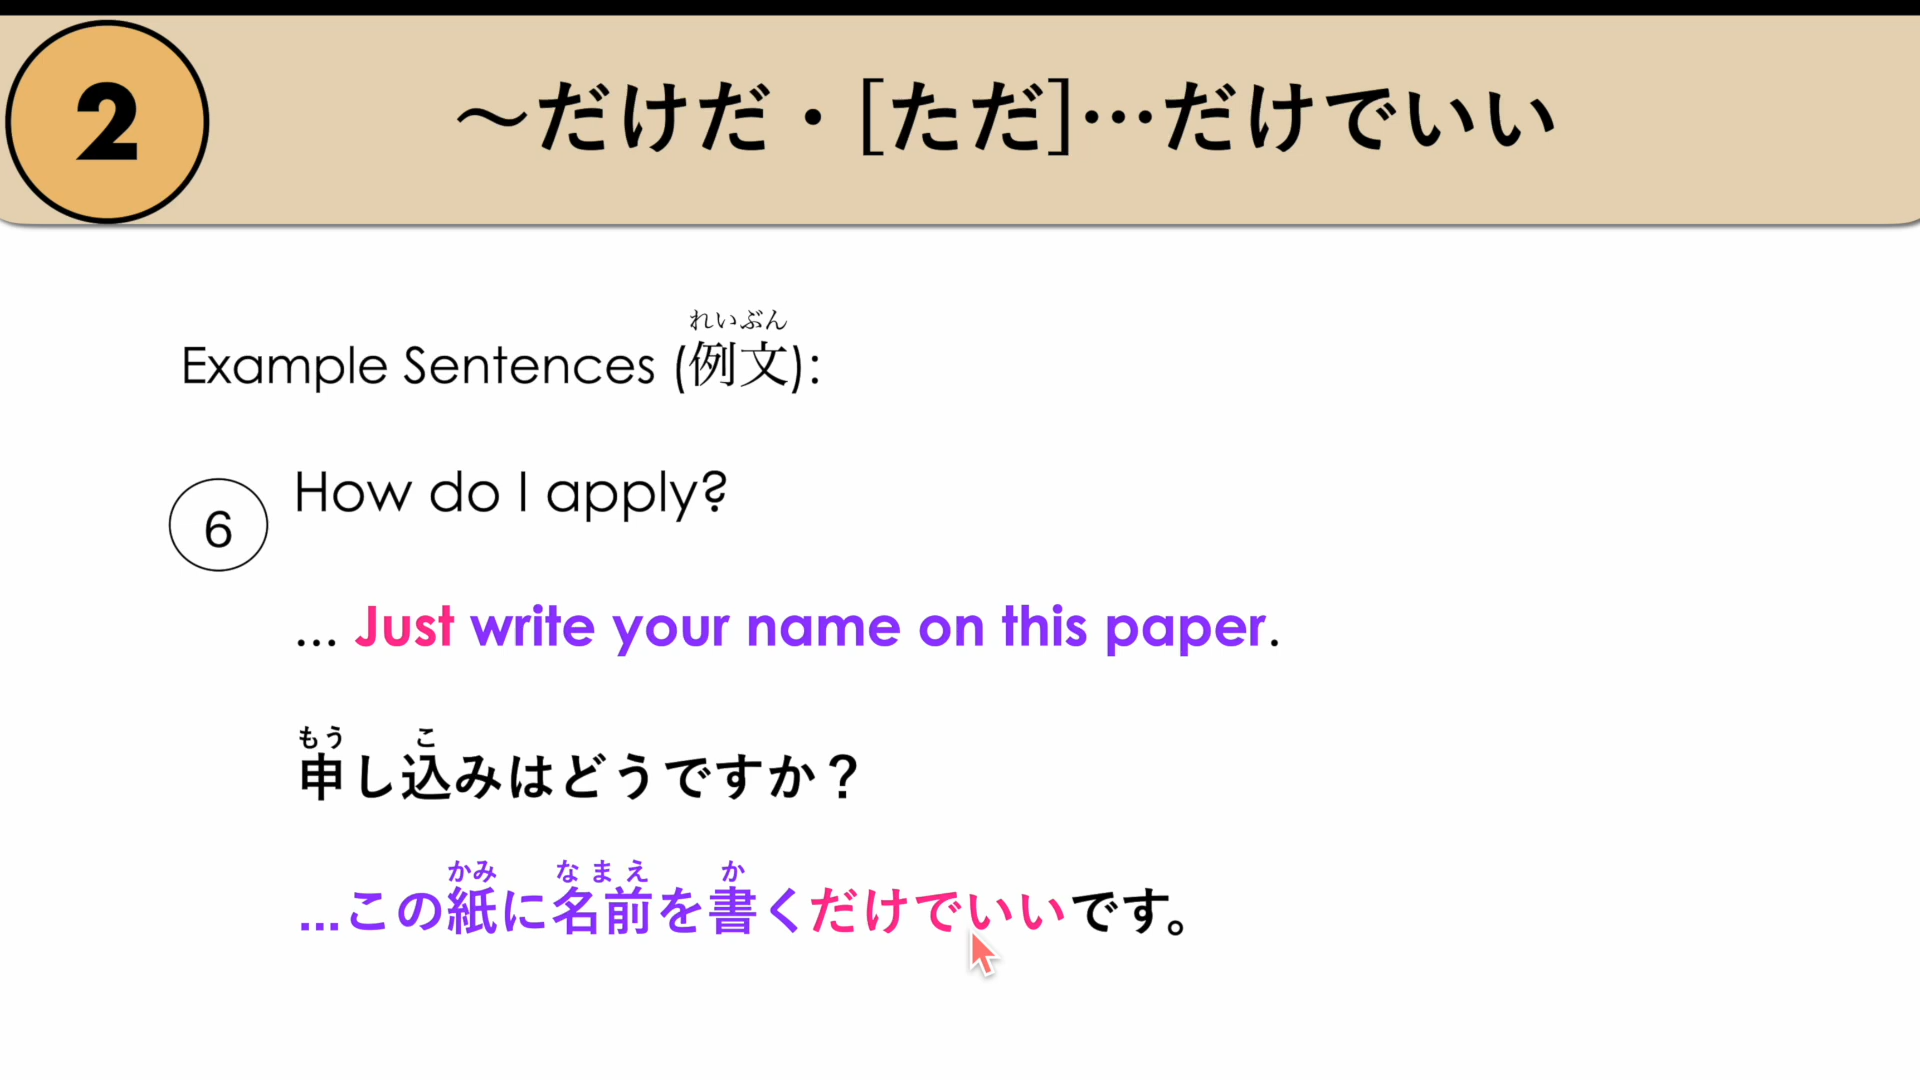 2
～だけだ・[ただ]…だけでいい
れいぶん
Example Sentences (例文):
6
How do I apply?
... Just write your name on this paper.
もう こ
申し込みはどうですか？
かみ なまえ か
...この紙に名前を書くだけでいいです。